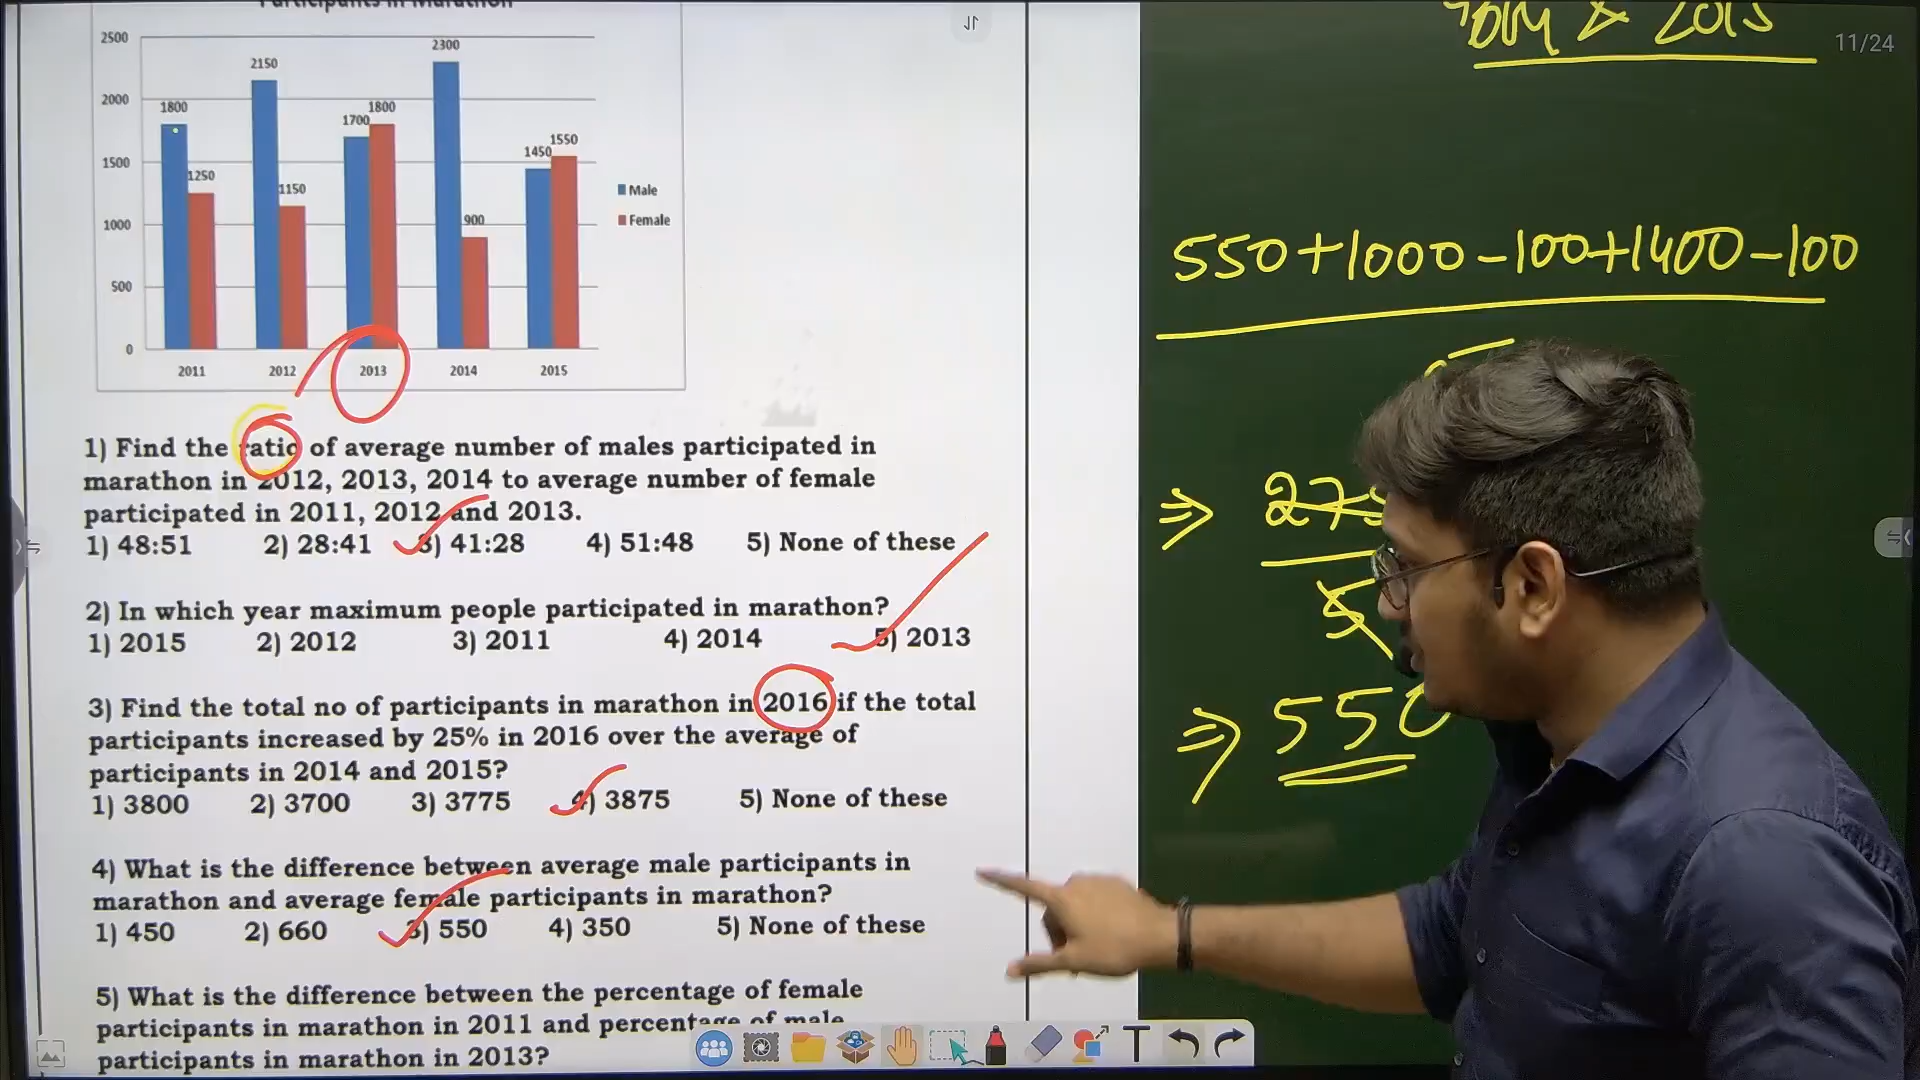 Participants in Marathon
2500
2000
1500
1000
500
0
1800
1250
2150
1150
1700
1800
2300
900
1450
1550
2011
2012
2013
2014
2015
Male
Female
1) Find the ratio of average number of males participated in
marathon in 2012, 2013, 2014 to average number of female
participated in 2011, 2012 and 2013.
1) 48:51 2) 28:41 3) 41:28 4) 51:48 5) None of these
2) In which year maximum people participated in marathon?
1) 2015 2) 2012 3) 2011 4) 2014 5) 2013
3) Find the total no of participants in marathon in 2016 if the total
participants increased by 25% in 2016 over the average of
participants in 2014 and 2015?
1) 3800 2) 3700 3) 3775 4) 3875 5) None of these
4) What is the difference between average male participants in
marathon and average female participants in marathon?
1) 450 2) 660 3) 550 4) 350 5) None of these
5) What is the difference between the percentage of female
participants in marathon in 2011 and percentage of male
participants in marathon in 2013?
2014 & 2015
11/24
550+1000-100+1400-100
⇒ 275
5
⇒ 550
T